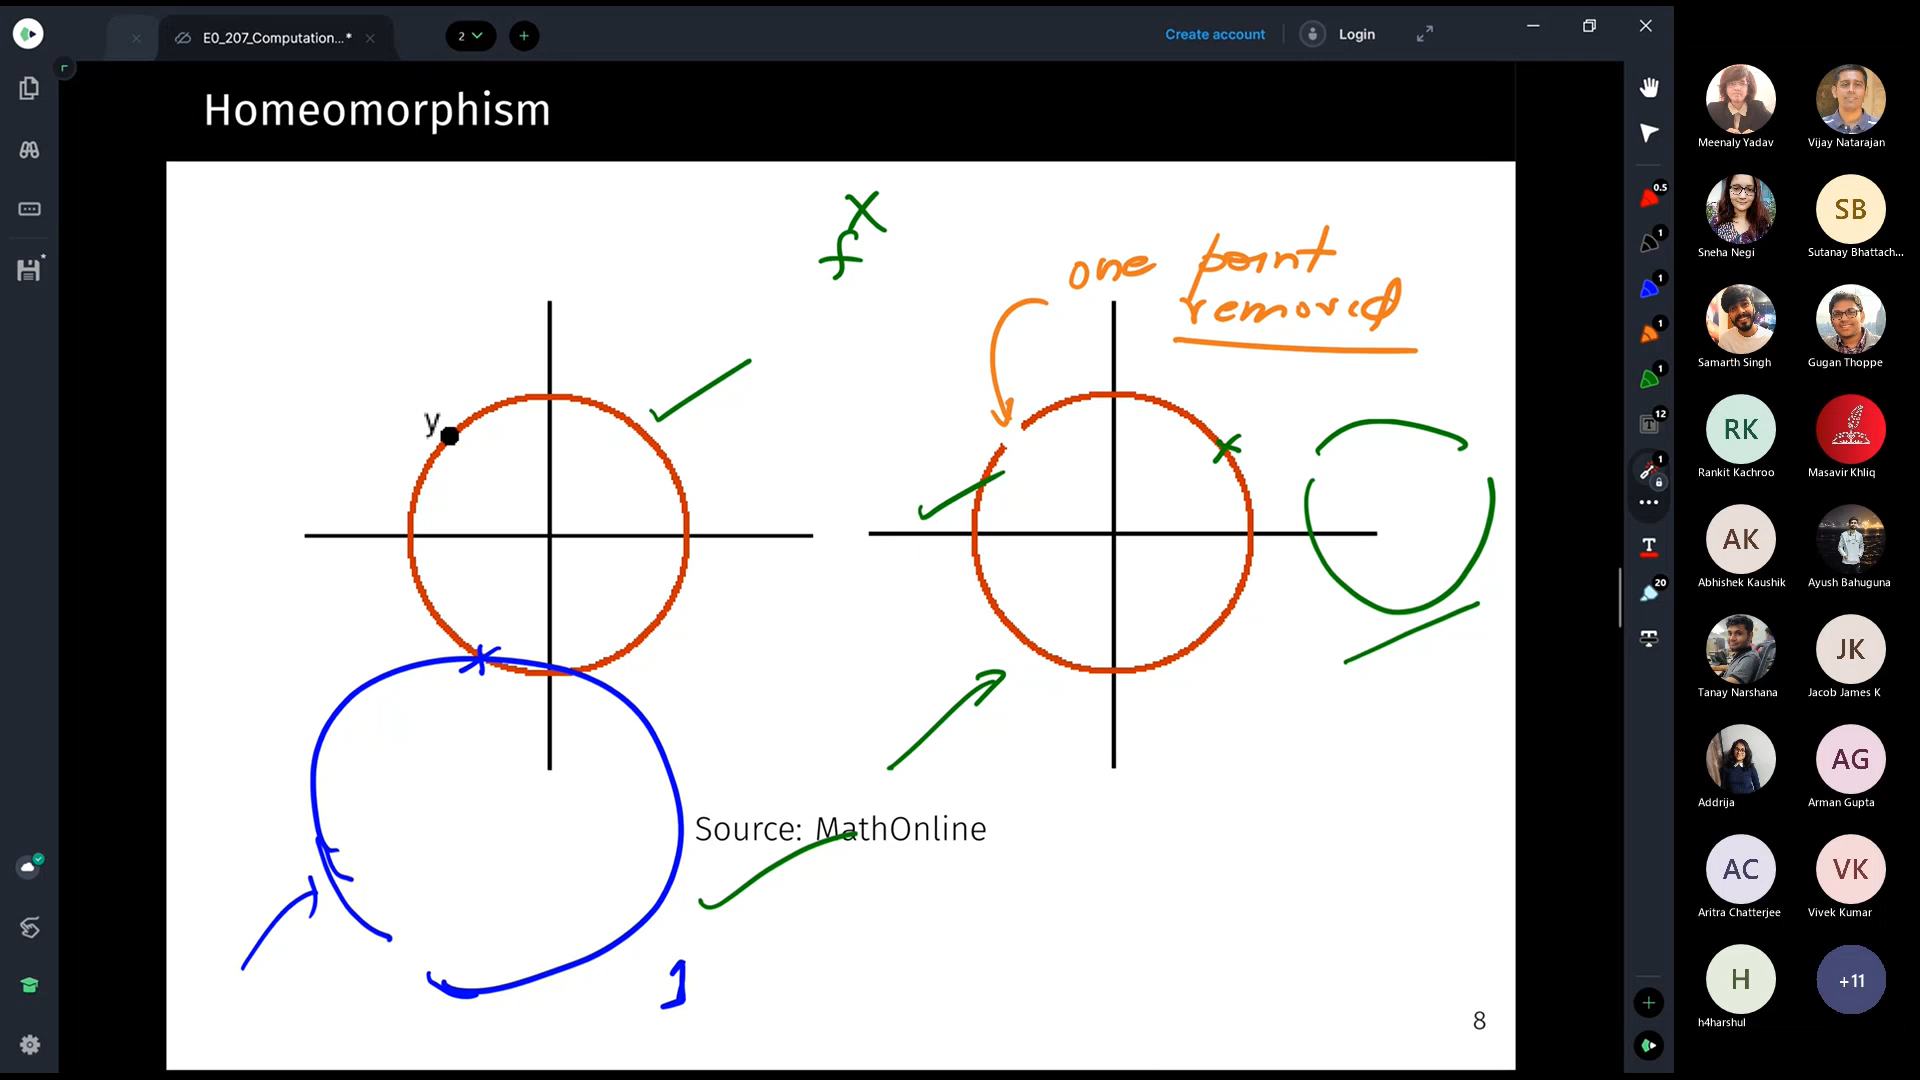 E0_207_Computation...*
2
Create account
Login
Homeomorphism
X
f
one point
removed
y
Source: MathOnline
1
8
0.5
1
1
1
1
12
1
T
20
Meenaly Yadav
Vijay Natarajan
Sneha Negi
SB
Sutanay Bhattach...
Samarth Singh
Gugan Thoppe
RK
Rankit Kachroo
Masavir Khliq
AK
Abhishek Kaushik
Ayush Bahuguna
Tanay Narshana
JK
Jacob James K
Addrija
AG
Arman Gupta
AC
Aritra Chatterjee
VK
Vivek Kumar
H
h4harshul
+11